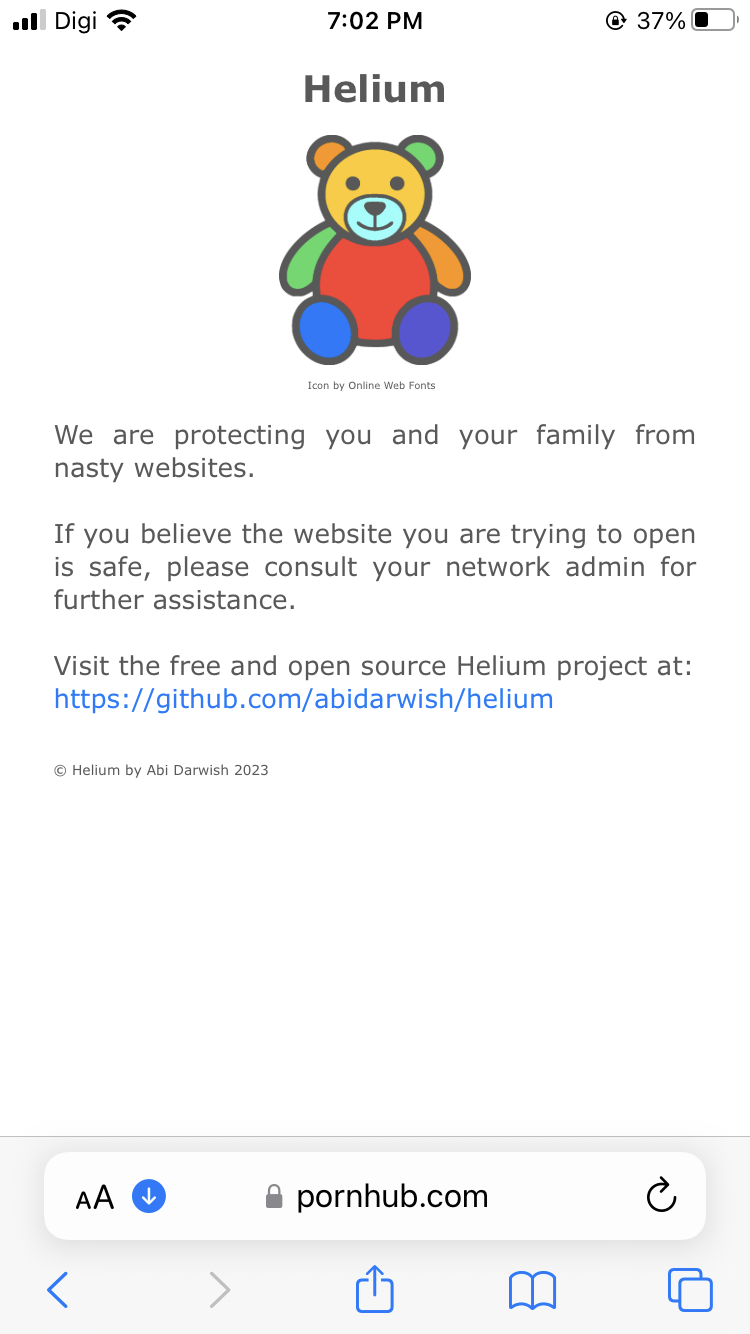 Digi 7:02 PM 37%
Helium
Icon by Online Web Fonts
We are protecting you and your family from
nasty websites.
If you believe the website you are trying to open
is safe, please consult your network admin for
further assistance.
Visit the free and open source Helium project at:
https://github.com/abidarwish/helium
© Helium by Abi Darwish 2023
AA pornhub.com